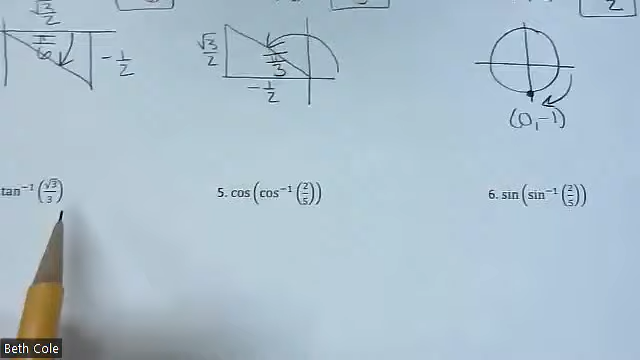 √3/2
π/6
-1/2
√3/2
π/3
-1/2
2
(0,-1)
tan⁻¹(√3/3)
5. cos(cos⁻¹(2/5))
6. sin(sin⁻¹(2/5))
Beth Cole